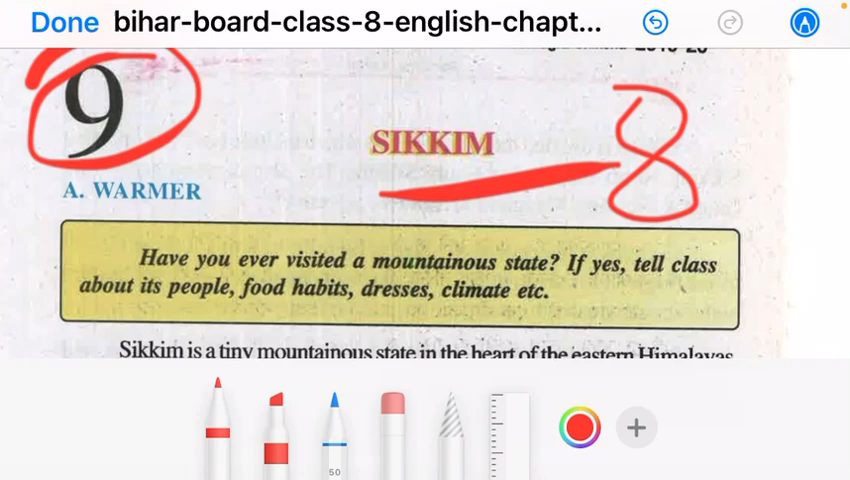 Done bihar-board-class-8-english-chapt...
9
SIKKIM
8
A. WARMER
Have you ever visited a mountainous state? If yes, tell class
about its people, food habits, dresses, climate etc.
Sikkim is a tiny mountainous state in the heart of the eastern Himalayas
50